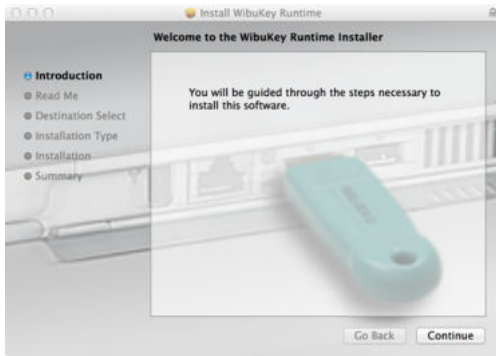 Install WibuKey Runtime
Welcome to the WibuKey Runtime Installer
Introduction
Read Me
Destination Select
Installation Type
Installation
Summary
You will be guided through the steps necessary to
install this software.
Go Back
Continue